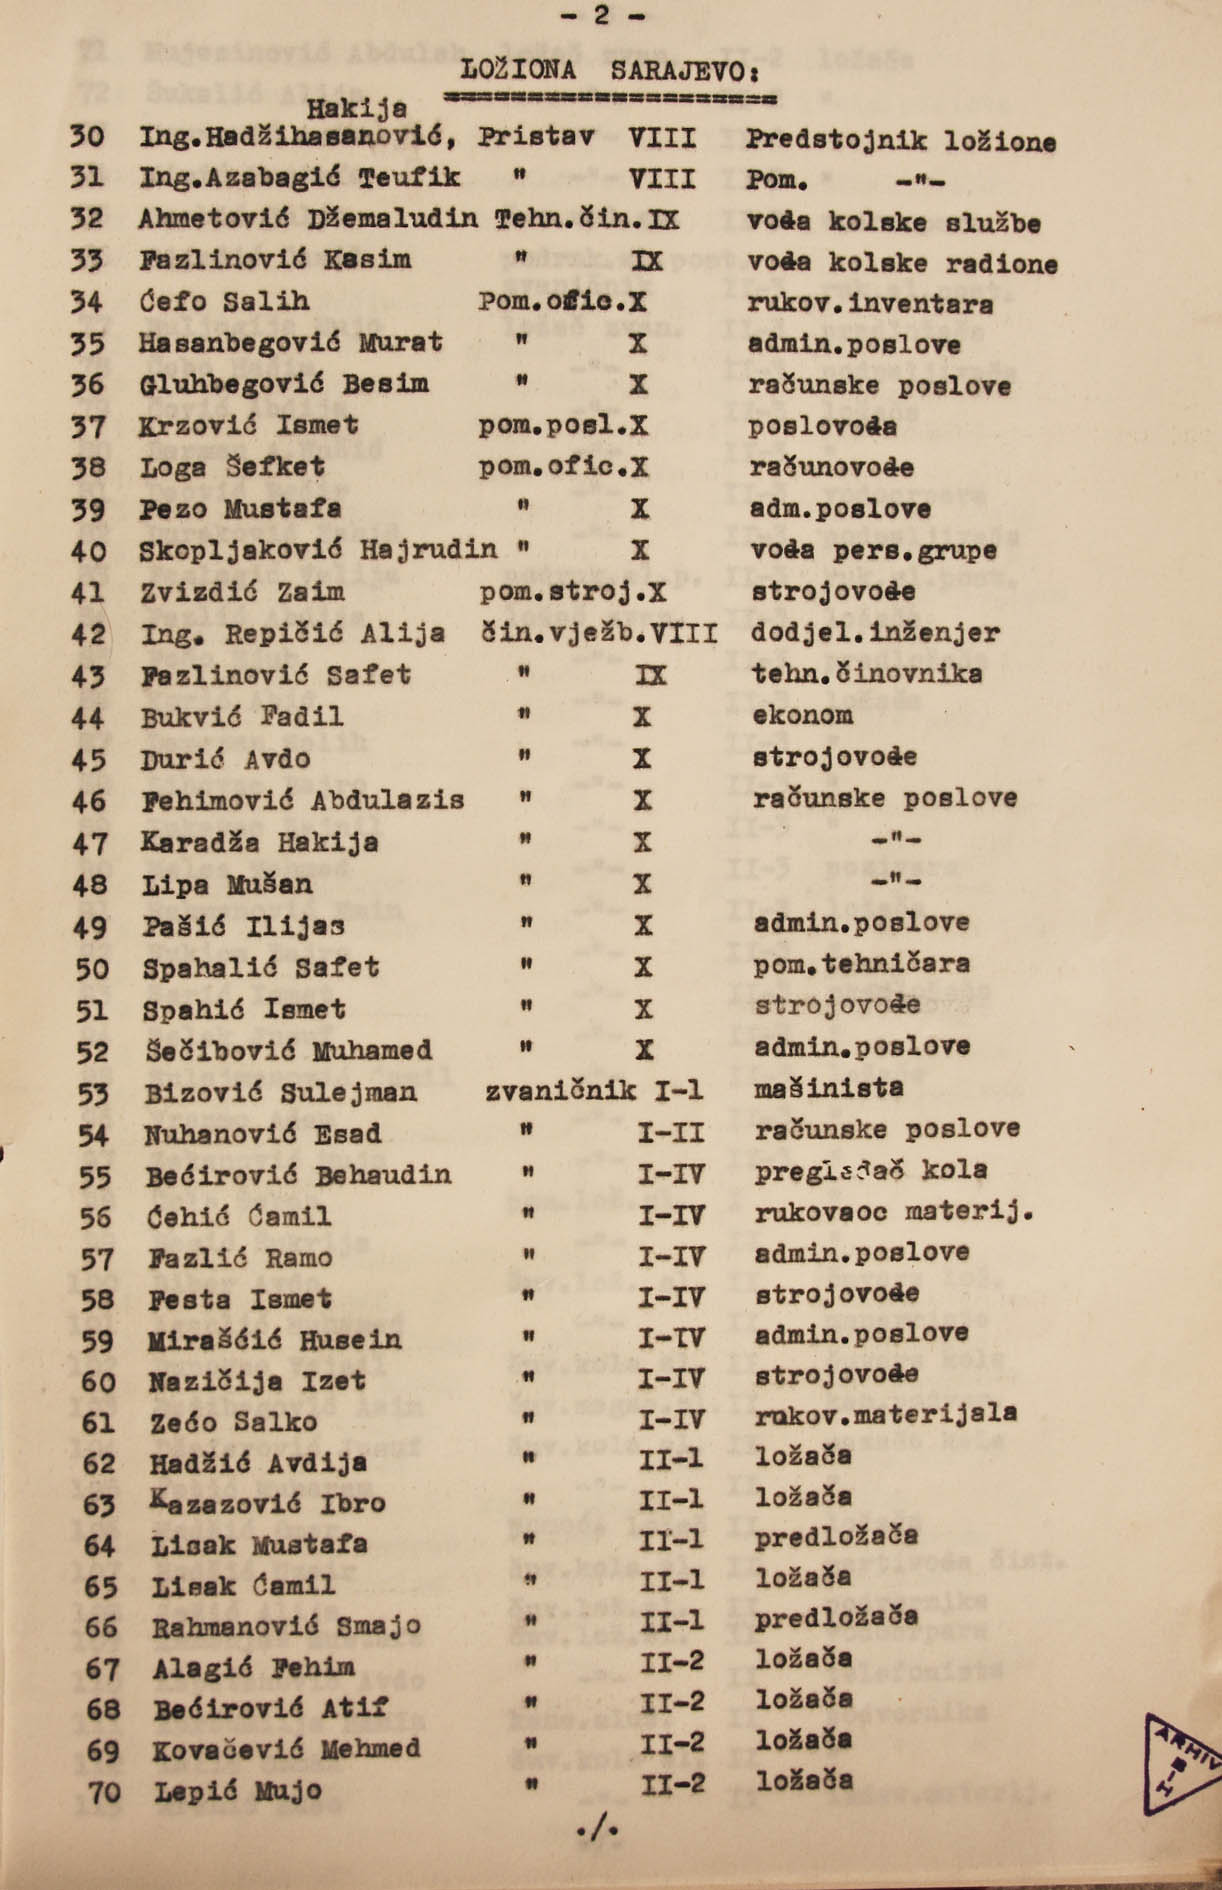 - 2 -
LOŽIONA SARAJEVO:
====================
Hakija
30 Ing.Hadžihasanović, Pristav VIII Predstojnik ložione
31 Ing.Azabagić Teufik " VIII Pom. -"-
32 Ahmetović Džemaludin Tehn.čin.IX vođa kolske službe
33 Fazlinović Kasim " IX vođa kolske radione
34 Ćefo Salih Pom.ofic.X rukov.inventara
35 Hasanbegović Murat " X admin.poslove
36 Gluhbegović Besim " X računske poslove
37 Krzović Ismet pom.posl.X poslovođa
38 Loga Šefket pom.ofic.X računovođe
39 Pezo Mustafa " X adm.poslove
40 Skopljaković Hajrudin " X vođa pers.grupe
41 Zvizdić Zaim pom.stroj.X strojovođe
42 Ing. Repičić Alija čin.vježb.VIII dodjel.inženjer
43 Fazlinović Safet " IX tehn.činovnika
44 Bukvić Fadil " X ekonom
45 Durić Avdo " X strojovođe
46 Fehimović Abdulazis " X računske poslove
47 Karadža Hakija " X -"-
48 Lipa Mušan " X -"-
49 Pašić Ilijas " X admin.poslove
50 Spahalić Safet " X pom.tehničara
51 Spahić Ismet " X strojovođe
52 Šečibović Muhamed " X admin.poslove
53 Bizović Sulejman zvaničnik I-1 mašinista
54 Nuhanović Esad " I-II računske poslove
55 Bećirović Behaudin " I-IV pregledač kola
56 Ćehić Ćamil " I-IV rukovaoc materij.
57 Fazlić Ramo " I-IV admin.poslove
58 Festa Ismet " I-IV strojovođe
59 Mirašćić Husein " I-IV admin.poslove
60 Nazičija Izet " I-IV strojovođe
61 Zećo Salko " I-IV rukov.materijala
62 Hadžić Avdija " II-1 ložača
63 Kazazović Ibro " II-1 ložača
64 Lisak Mustafa " II-1 predložača
65 Lisak Ćamil " II-1 ložača
66 Rahmanović Smajo " II-1 predložača
67 Alagić Fehim " II-2 ložača
68 Bećirović Atif " II-2 ložača
69 Kovačević Mehmed " II-2 ložača
70 Lepić Mujo " II-2 ložača
./.
ARHIV
B-H